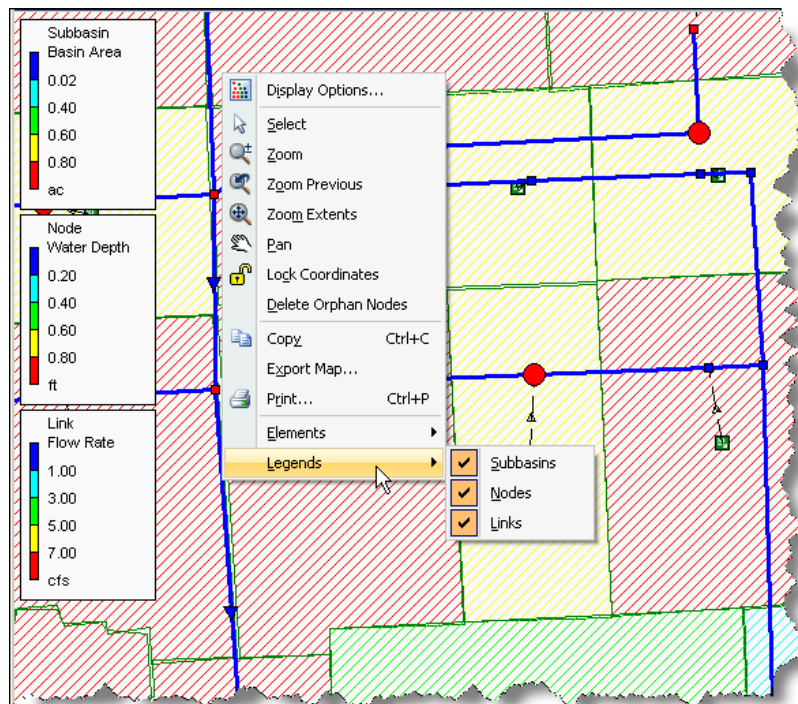 Subbasin
Basin Area
0.02
0.40
0.60
0.80
ac
Node
Water Depth
0.20
0.40
0.60
0.80
ft
Link
Flow Rate
1.00
3.00
5.00
7.00
cfs
Display Options...
Select
Zoom
Zoom Previous
Zoom Extents
Pan
Lock Coordinates
Delete Orphan Nodes
Copy Ctrl+C
Export Map...
Print... Ctrl+P
Elements
Legends
Subbasins
Nodes
Links